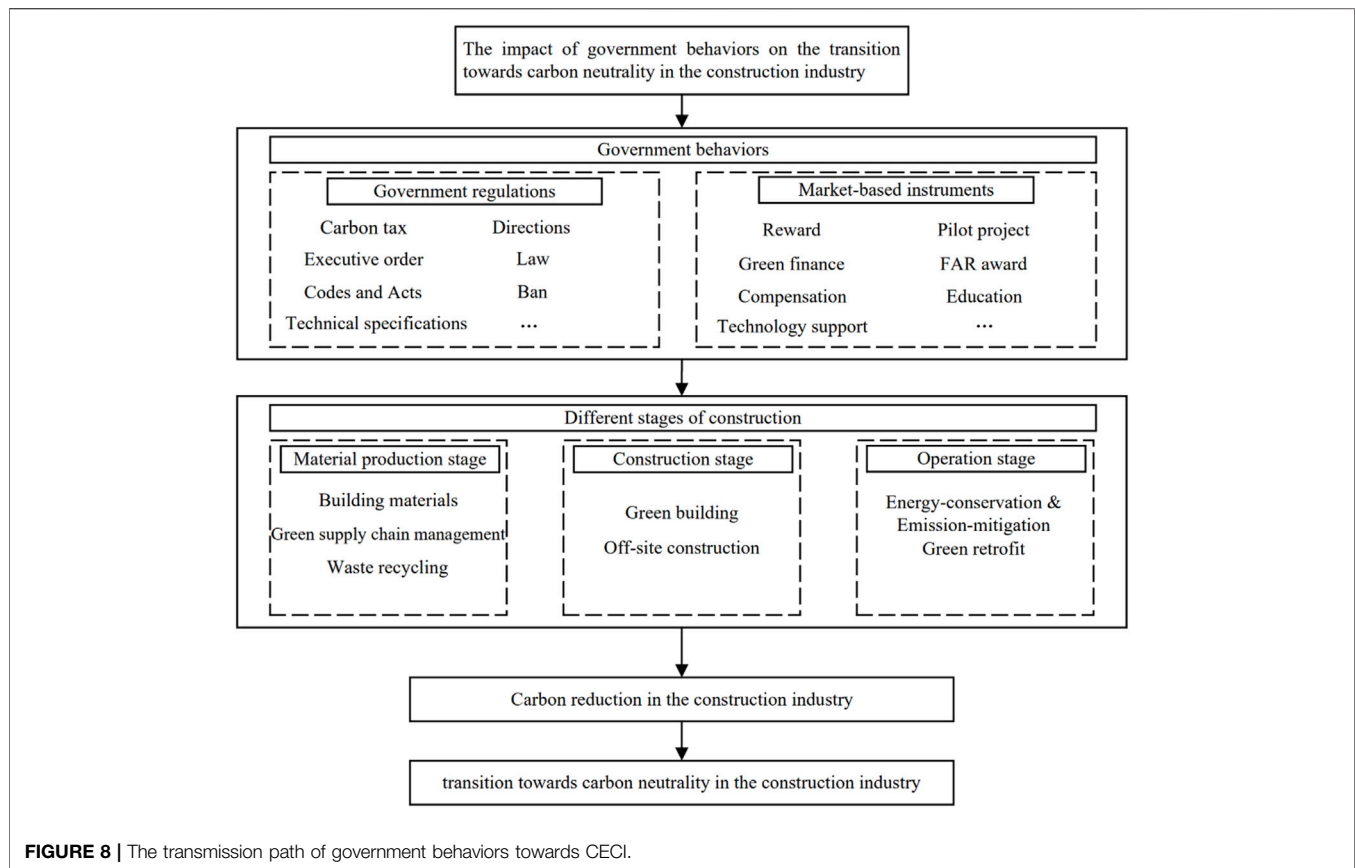 The impact of government behaviors on the transition
towards carbon neutrality in the construction industry
Government behaviors
Government regulations
Carbon tax
Directions
Executive order
Law
Codes and Acts
Ban
Technical specifications
...
Market-based instruments
Reward
Pilot project
Green finance
FAR award
Compensation
Education
Technology support
...
Different stages of construction
Material production stage
Building materials
Green supply chain management
Waste recycling
Construction stage
Green building
Off-site construction
Operation stage
Energy-conservation &
Emission-mitigation
Green retrofit
Carbon reduction in the construction industry
transition towards carbon neutrality in the construction industry
FIGURE 8 | The transmission path of government behaviors towards CECI.